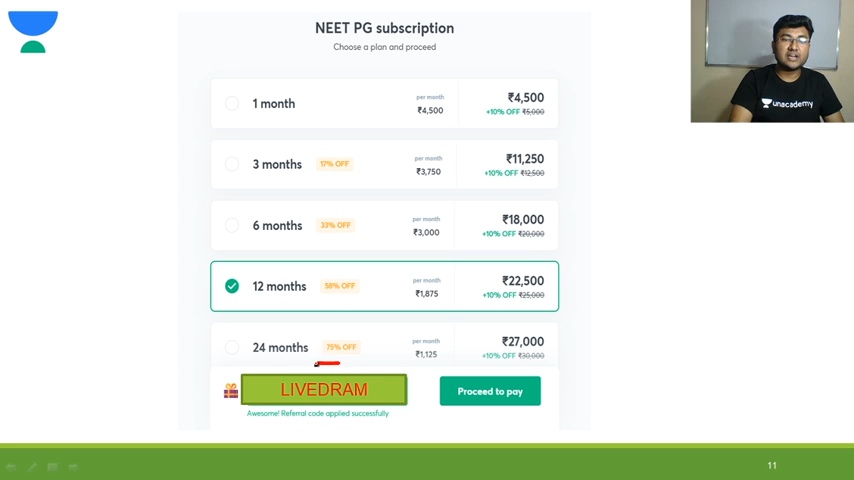 NEET PG subscription
Choose a plan and proceed
1 month per month ₹4,500 ₹4,500 +10% OFF ₹5,000
3 months 17% OFF per month ₹3,750 ₹11,250 +10% OFF ₹12,500
6 months 33% OFF per month ₹3,000 ₹18,000 +10% OFF ₹20,000
12 months 58% OFF per month ₹1,875 ₹22,500 +10% OFF ₹25,000
24 months 75% OFF per month ₹1,125 ₹27,000 +10% OFF ₹30,000
LIVEDRAM
Proceed to pay
Awesome! Referral code applied successfully
unacademy
11